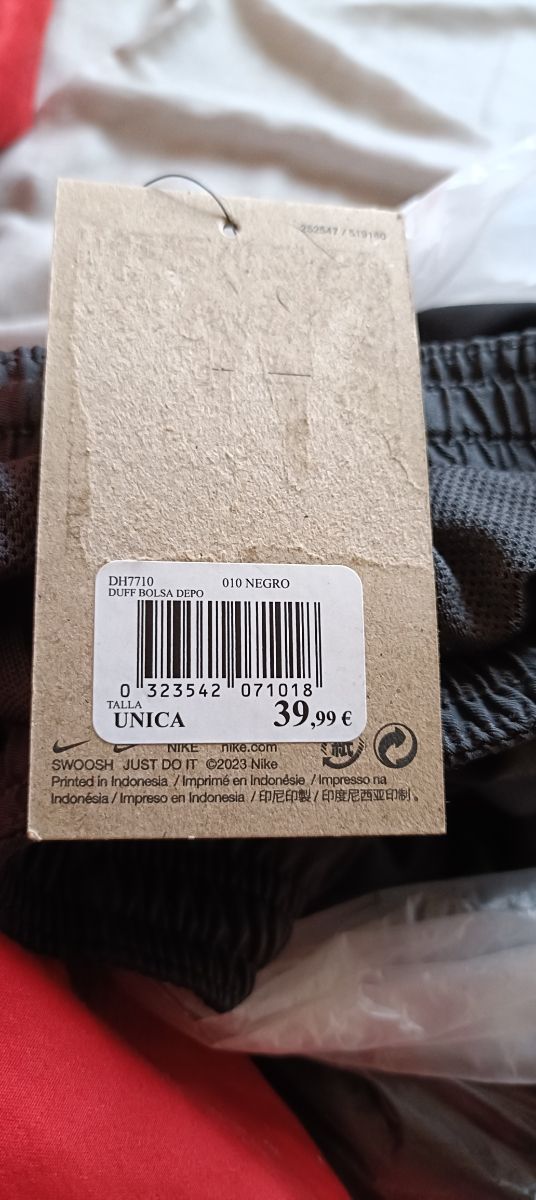 252547 / 519160
DH7710 010 NEGRO
DUFF BOLSA DEPO
0 323542 071018
TALLA
UNICA 39,99 €
NIKE nike.com
SWOOSH JUST DO IT ©2023 Nike
Printed in Indonesia / Imprimé en Indonésie / Impresso na
Indonésia / Impreso en Indonesia / 印尼印製 / 印度尼西亚印制。